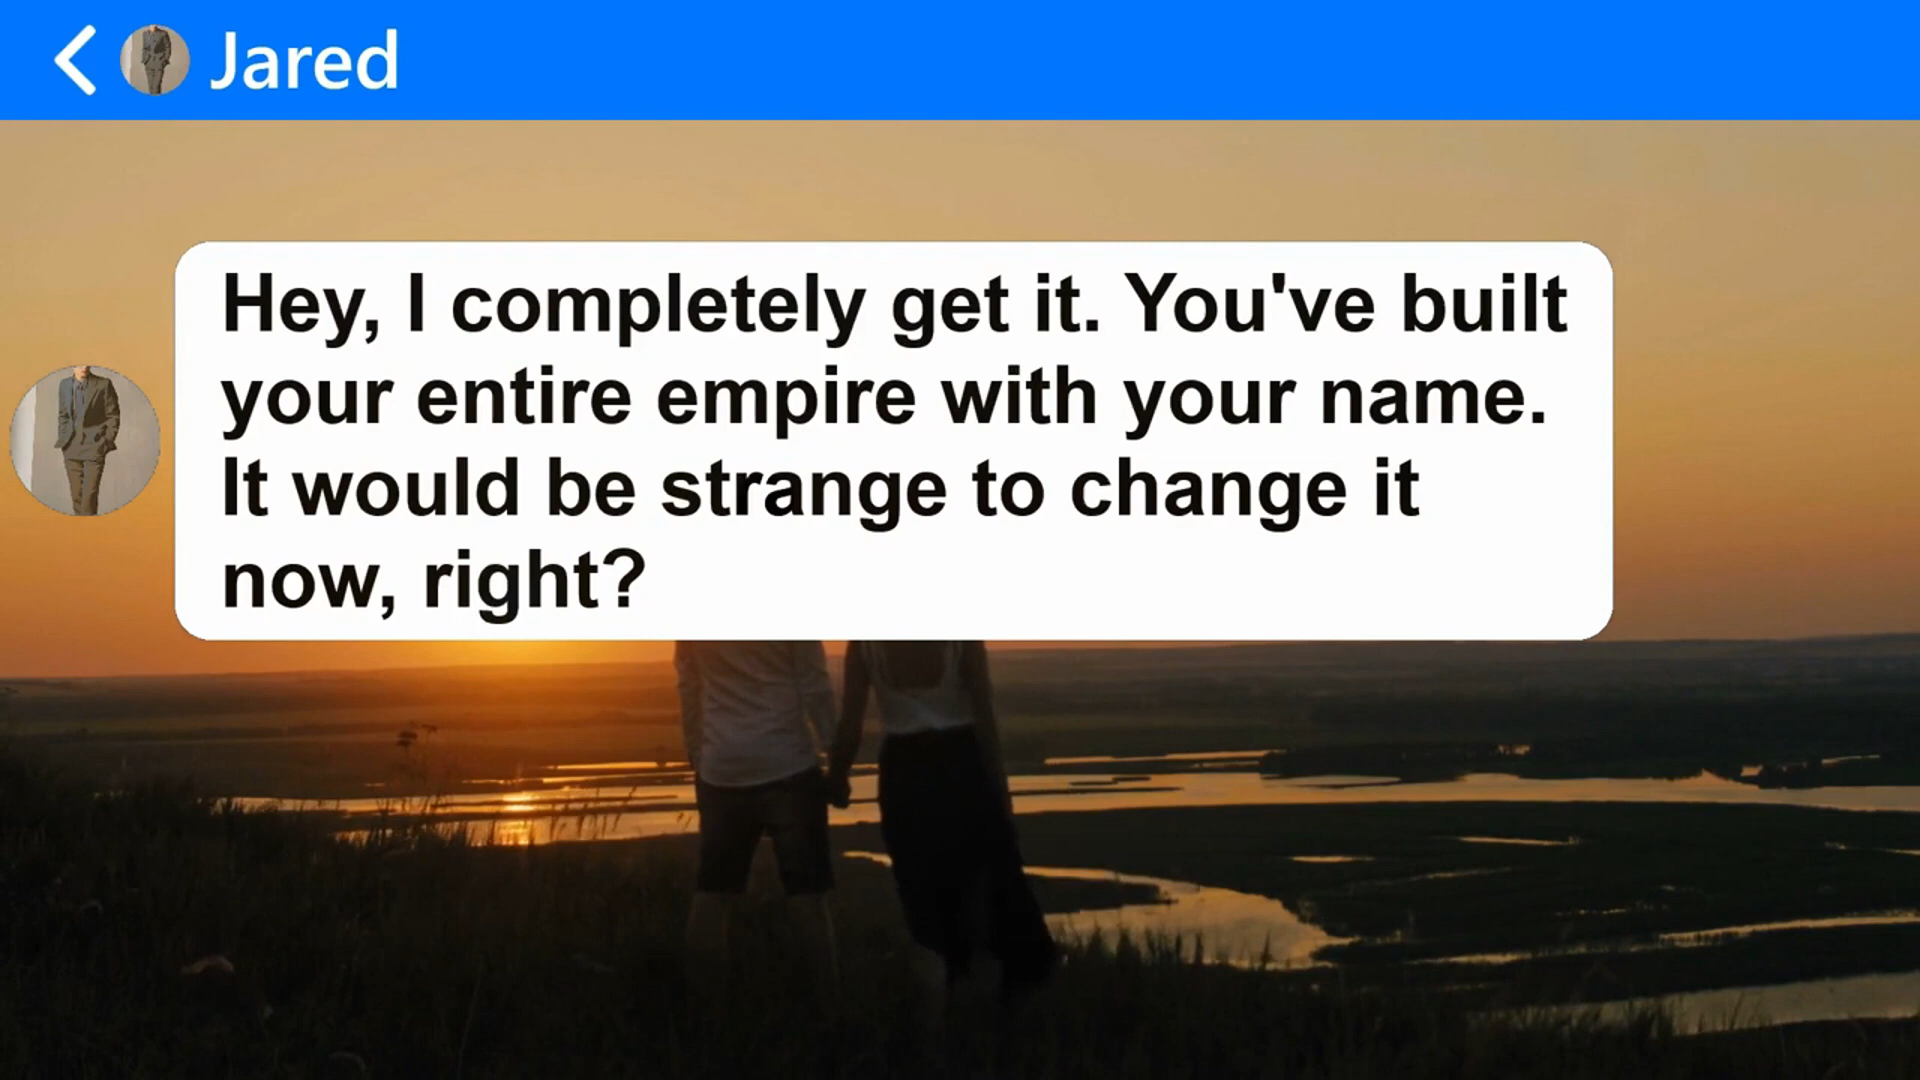 Jared
Hey, I completely get it. You've built
your entire empire with your name.
It would be strange to change it
now, right?